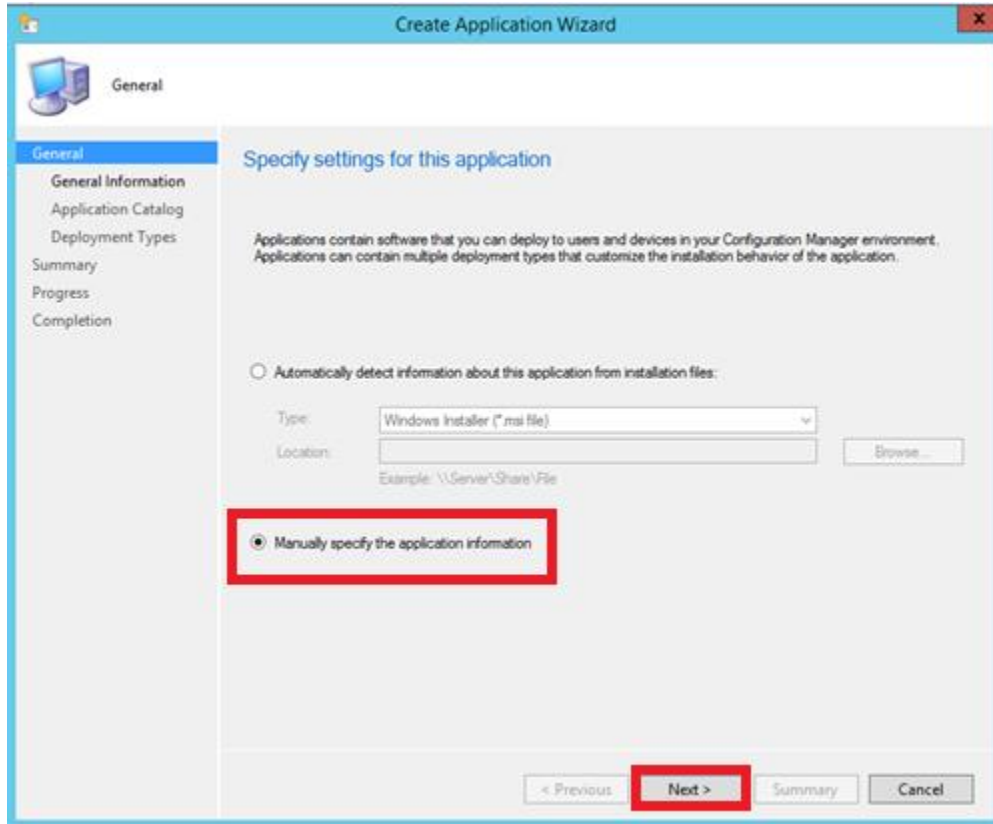 Create Application Wizard
x
General
General
General Information
Application Catalog
Deployment Types
Summary
Progress
Completion
Specify settings for this application
Applications contain software that you can deploy to users and devices in your Configuration Manager environment.
Applications can contain multiple deployment types that customize the installation behavior of the application.
Automatically detect information about this application from installation files:
Type: Windows Installer (*.msi file)
Location: Browse...
Example: \\Server\Share\File
Manually specify the application information
< Previous Next > Summary Cancel